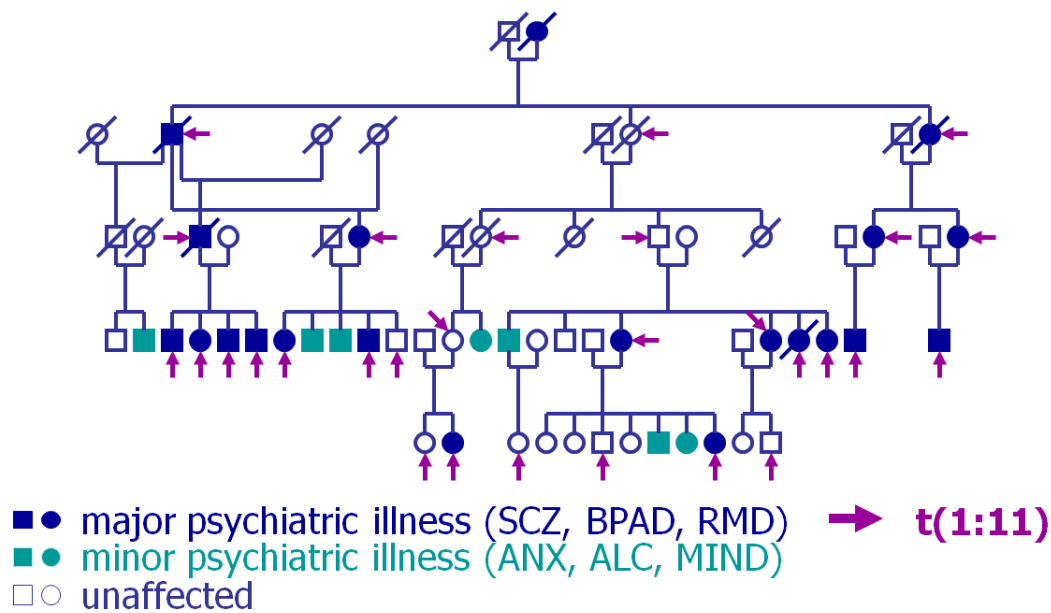 major psychiatric illness (SCZ, BPAD, RMD) t(1:11)
minor psychiatric illness (ANX, ALC, MIND)
unaffected